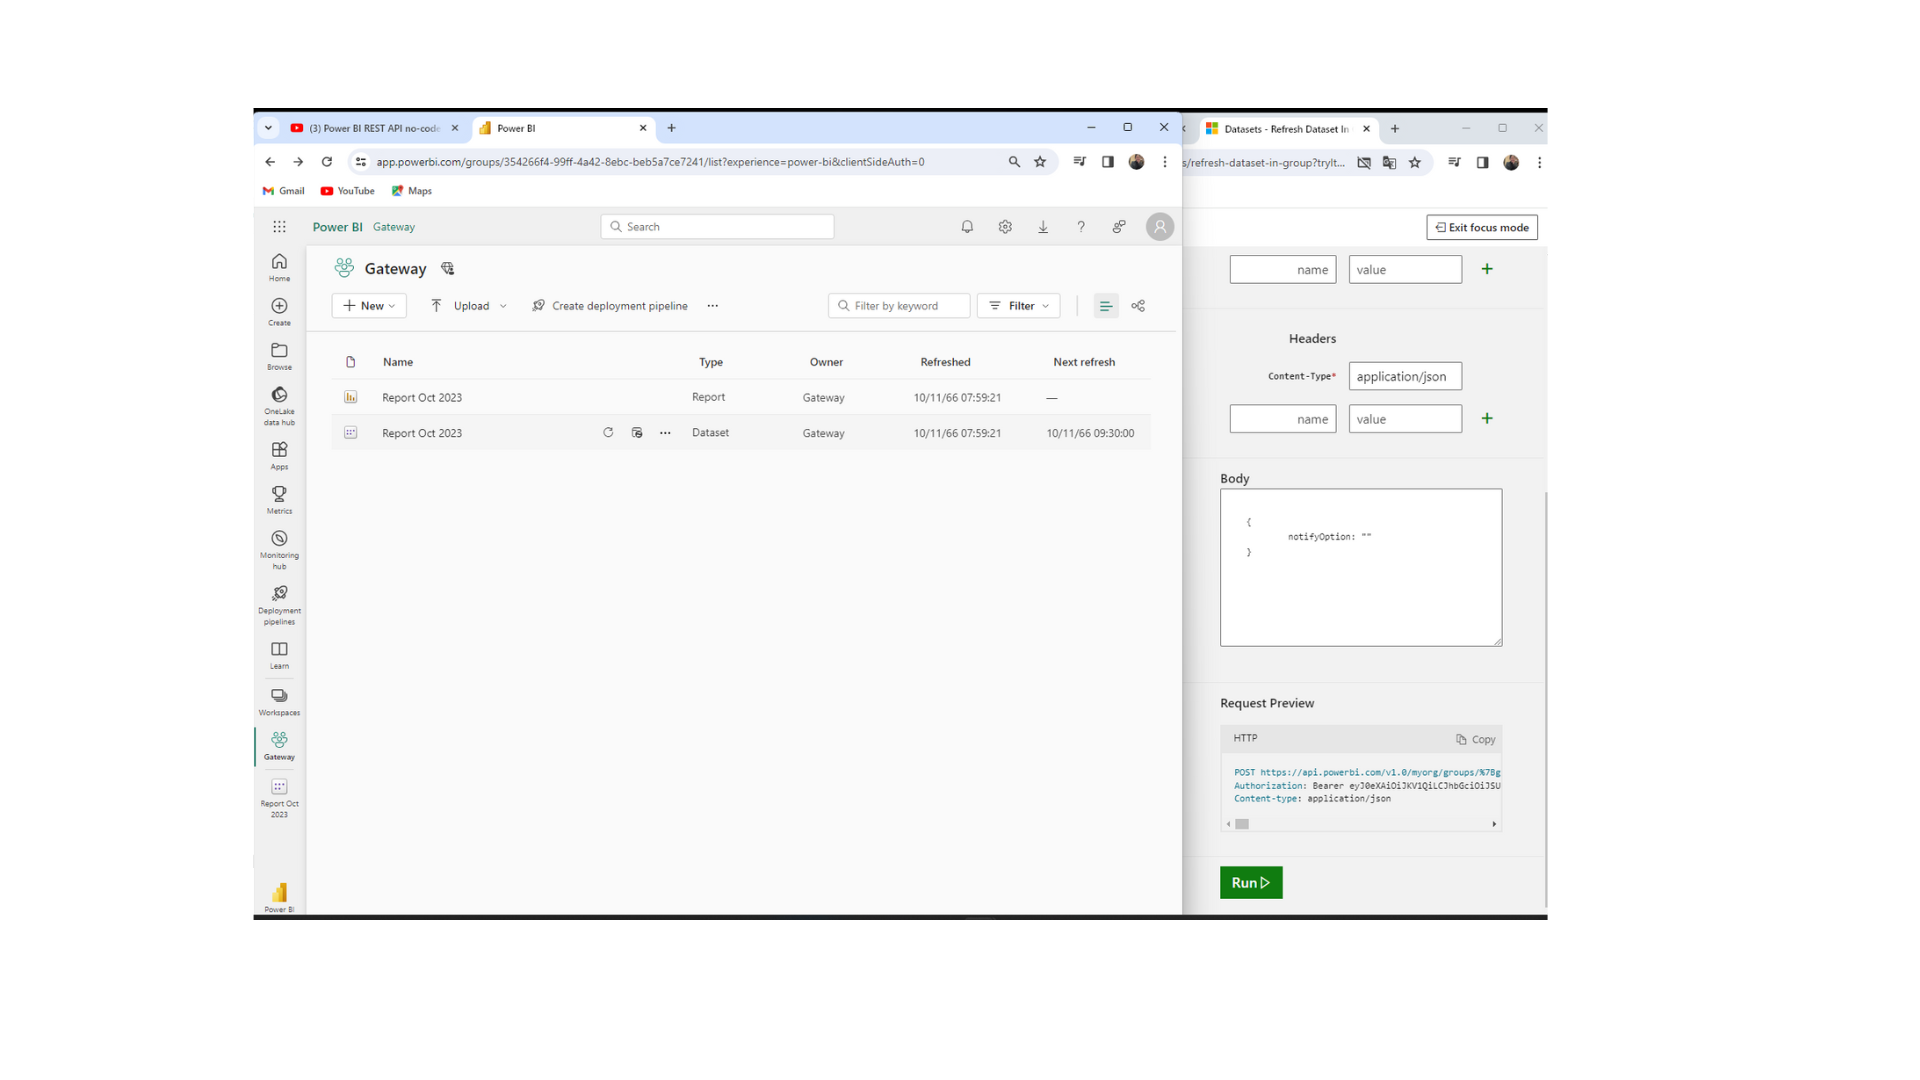 (3) Power BI REST API no-code
Power BI
Datasets - Refresh Dataset In
app.powerbi.com/groups/354266f4-99ff-4a42-8ebc-beb5a7ce7241/list?experience=power-bi&clientSideAuth=0
s/refresh-dataset-in-group?tryIt...
Gmail
YouTube
Maps
Power BI Gateway
Search
Exit focus mode
Home
Create
Browse
OneLake
data hub
Apps
Metrics
Monitoring
hub
Deployment
pipelines
Learn
Workspaces
Gateway
Report Oct
2023
Power BI
Gateway
New
Upload
Create deployment pipeline
Filter by keyword
Filter
Name Type Owner Refreshed Next refresh
Report Oct 2023 Report Gateway 10/11/66 07:59:21 —
Report Oct 2023 Dataset Gateway 10/11/66 07:59:21 10/11/66 09:30:00
name value
Headers
Content-Type* application/json
name value
Body
{
notifyOption: ""
}
Request Preview
HTTP Copy
POST https://api.powerbi.com/v1.0/myorg/groups/%7Bg
Authorization: Bearer eyJ0eXAiOiJKV1QiLCJhbGciOiJSU
Content-type: application/json
Run